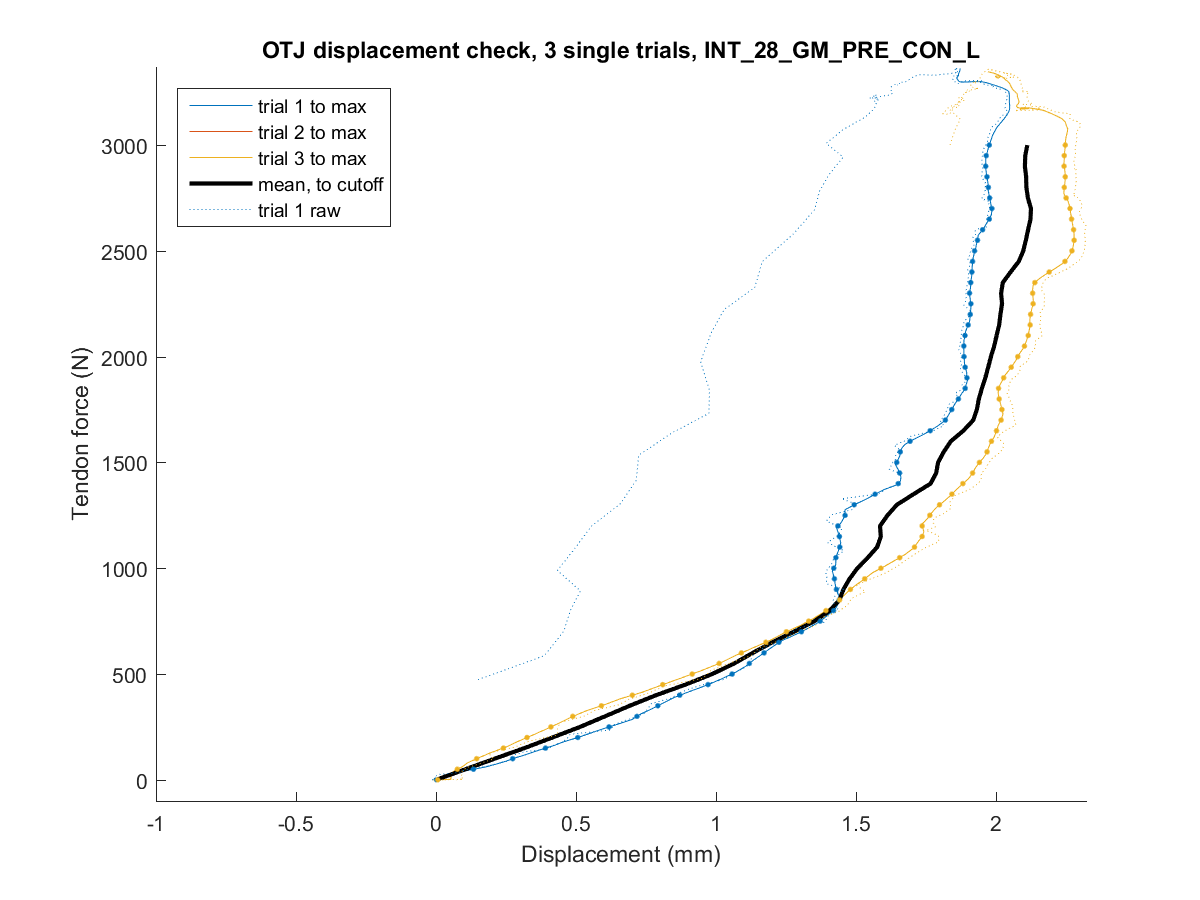 OTJ displacement check, 3 single trials, INT_28_GM_PRE_CON_L
trial 1 to max
trial 2 to max
trial 3 to max
mean, to cutoff
trial 1 raw
Tendon force (N)
3000
2500
2000
1500
1000
500
0
-1
-0.5
0
0.5
1
1.5
2
Displacement (mm)